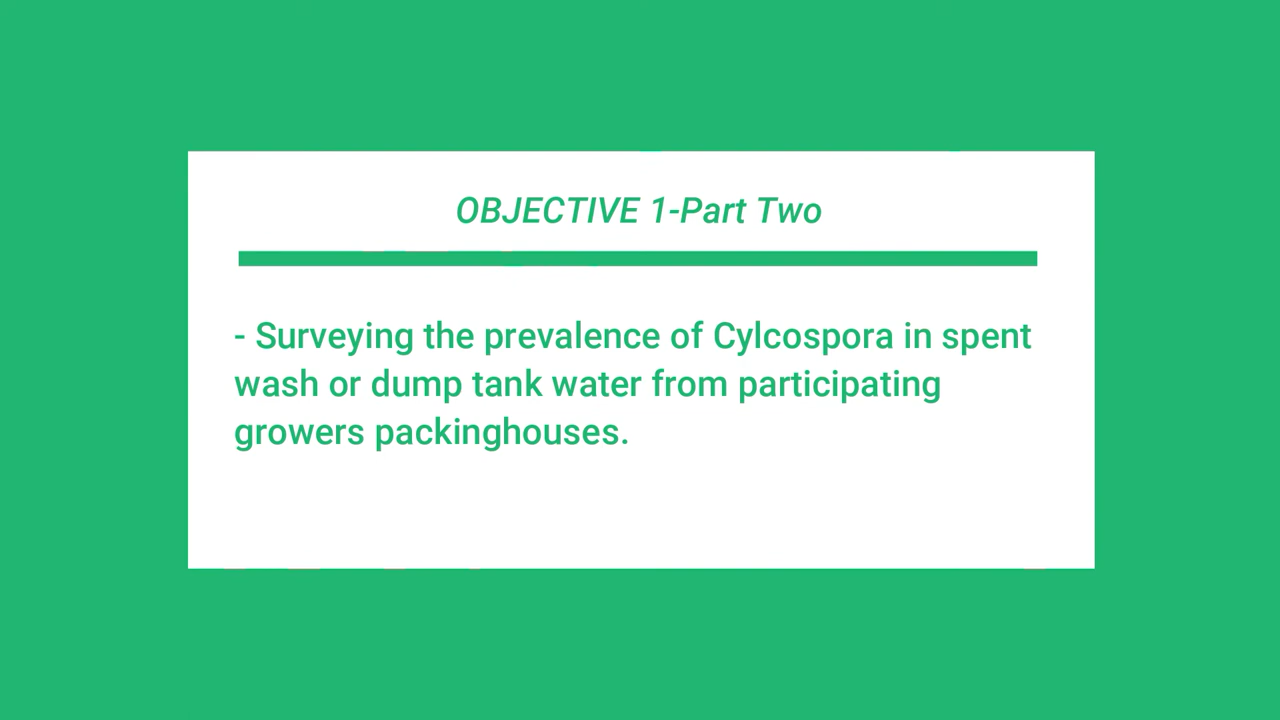 OBJECTIVE 1-Part Two
- Surveying the prevalence of Cylcospora in spent
wash or dump tank water from participating
growers packinghouses.